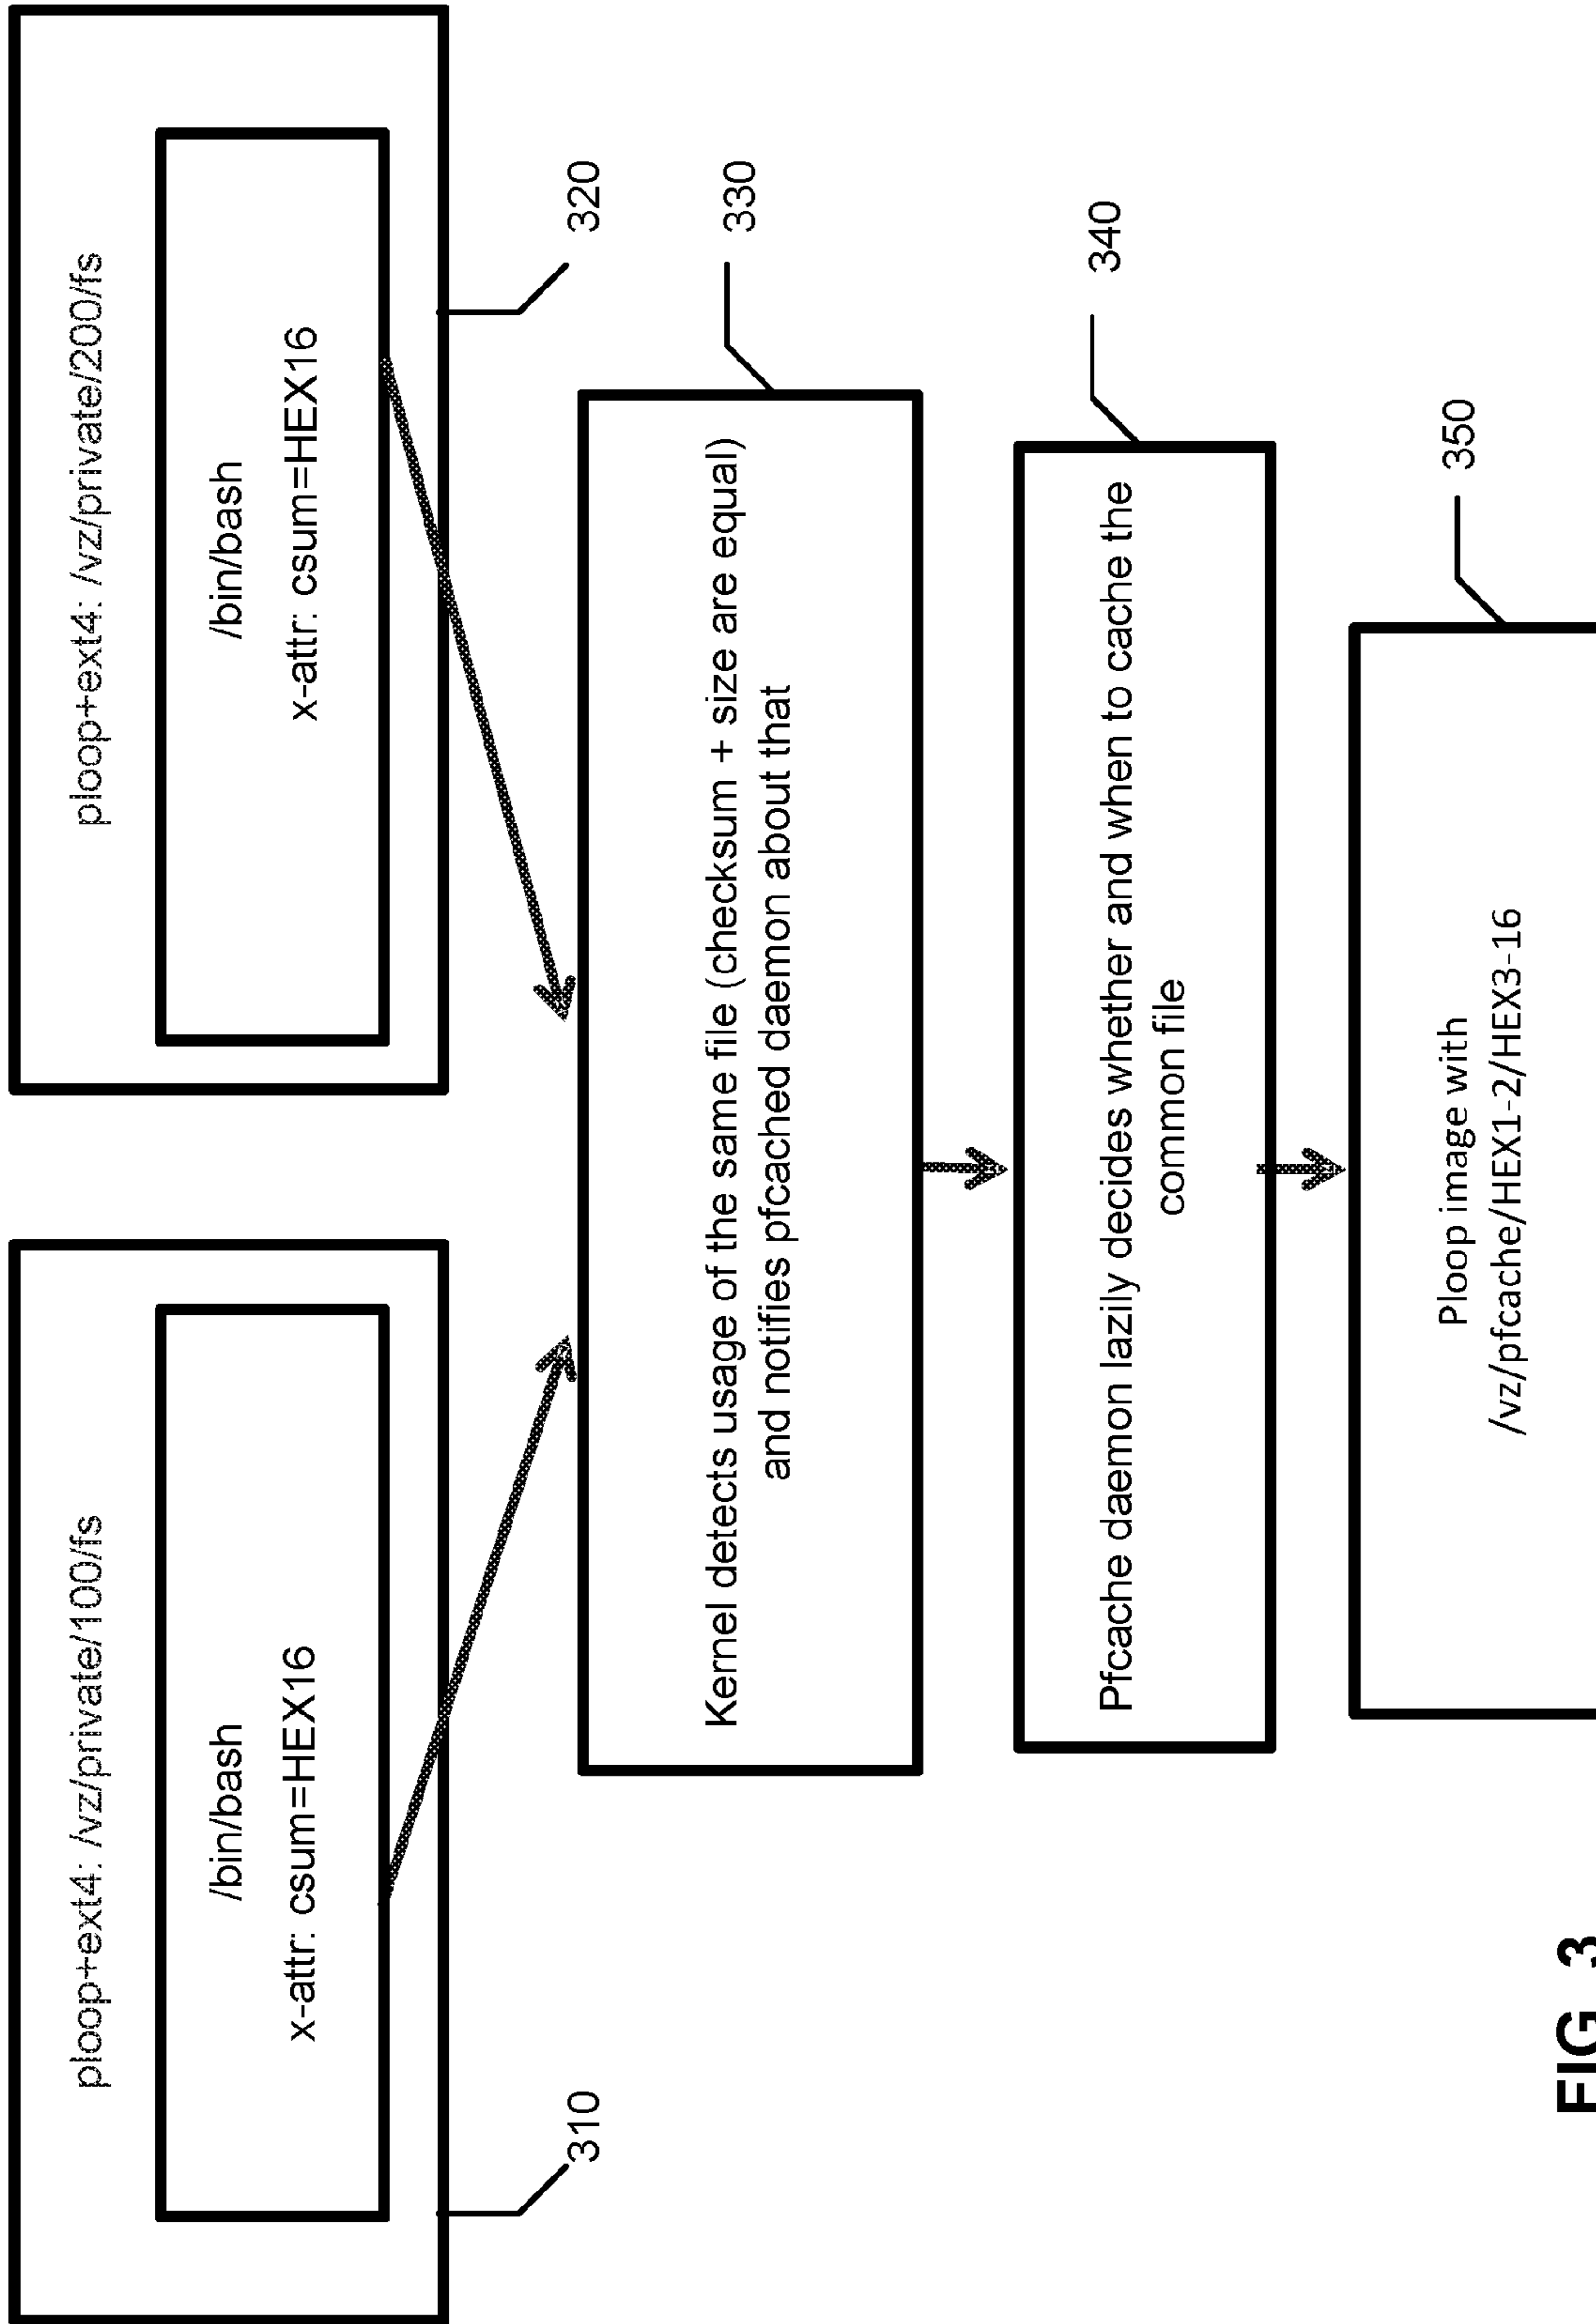 ploop+ext4: /vz/private/100/fs
/bin/bash
x-attr: csum=HEX16
310
ploop+ext4: /vz/private/200/fs
/bin/bash
x-attr: csum=HEX16
320
Kernel detects usage of the same file (checksum + size are equal)
and notifies pfcached daemon about that
330
Pfcache daemon lazily decides whether and when to cache the
common file
340
Ploop image with
/vz/pfcache/HEX1-2/HEX3-16
350
FIG. 3